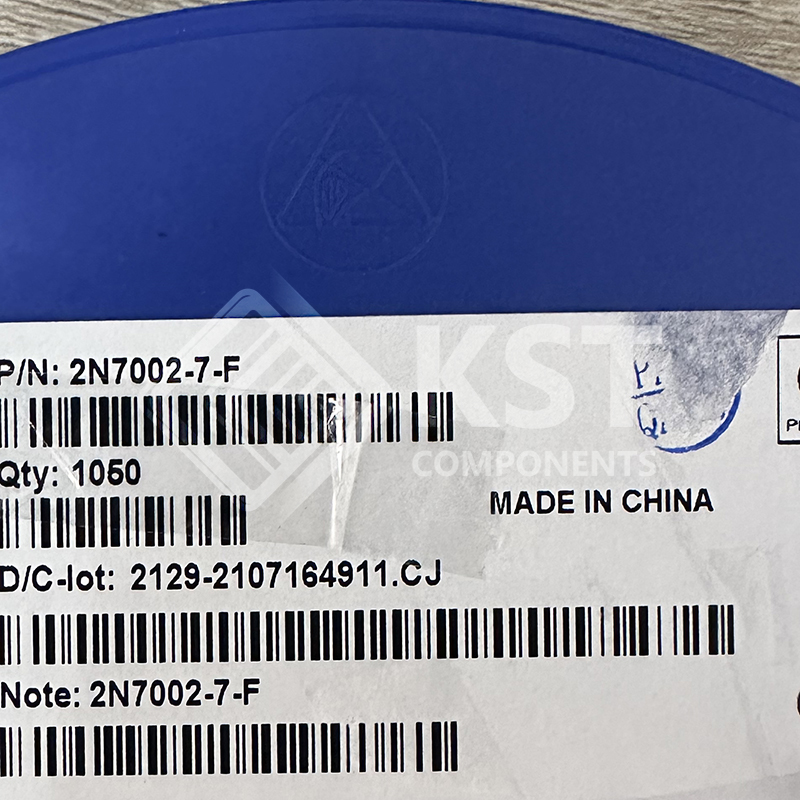 KST
COMPONENTS
P/N: 2N7002-7-F
Qty: 1050
MADE IN CHINA
D/C-lot: 2129-2107164911.CJ
Note: 2N7002-7-F